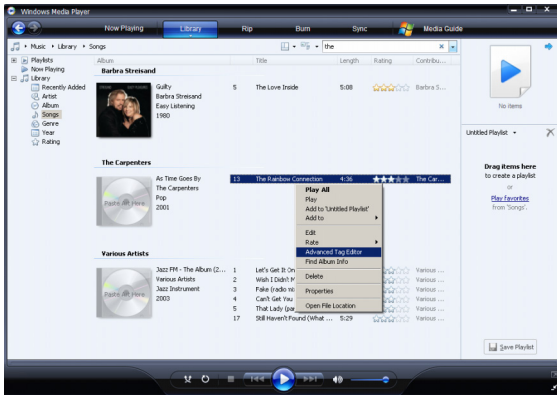 Windows Media Player
Now Playing Library Rip Burn Sync Media Guide
Music Library Songs the
Playlists
Now Playing
Library
Recently Added
Artist
Album
Songs
Genre
Year
Rating
Album Title Length Rating Contribu...
Barbra Streisand
Guilty 5 The Love Inside 5:08 Barbra S...
Barbra Streisand
Easy Listening
1980
The Carpenters
As Time Goes By 13 The Rainbow Connection 4:36 The Car...
The Carpenters
Pop
2001
Paste Art Here
Play All
Play
Add to 'Untitled Playlist'
Add to
Edit
Rate
Advanced Tag Editor
Find Album Info
Delete
Properties
Open File Location
Various Artists
Jazz FM - The Album (2... 1 Let's Get It On Various ...
Various Artists 2 Wish I Didn't M Various ...
Jazz Instrument 3 Fake (radio mi Various ...
2003 4 Can't Get You Various ...
5 That Lady (par Various ...
17 Still Haven't Found (What ... 5:29 Various ...
Paste Art Here
No items
Untitled Playlist
Drag items here
to create a playlist
or
Play favorites
from 'Songs'.
Save Playlist